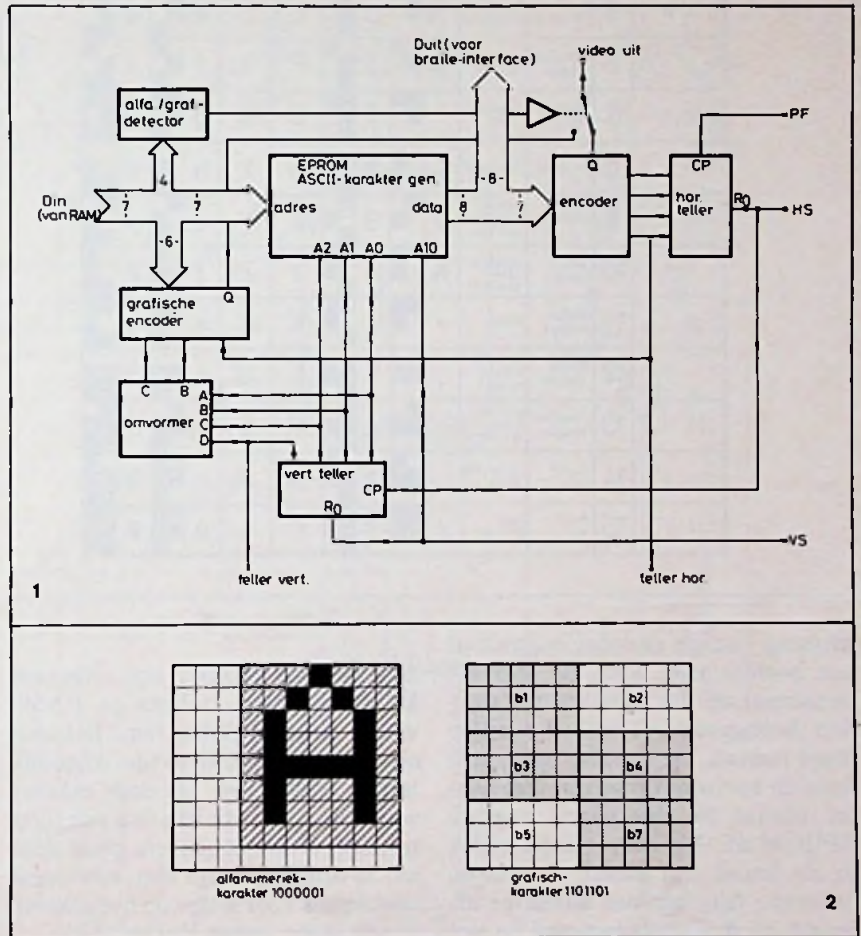 Duit (voor
braile-interface)
video uit
alfa/graf-
detector
PF
EPROM
ASCII-karakter gen.
Q
CP
Din
(van RAM)
7
4
7
adres
data
8
-8-
7
encoder
hor.
teller
R0
HS
-6-
A2 A1 A0 A10
grafische
encoder
Q
C B
omvormer
A
B
C
D
vert teller
CP
R0
VS
teller vert.
teller hor.
1
b1 b2
b3 b4
b5 b7
alfanumeriek-
karakter 1000001
grafisch-
karakter 1101101
2